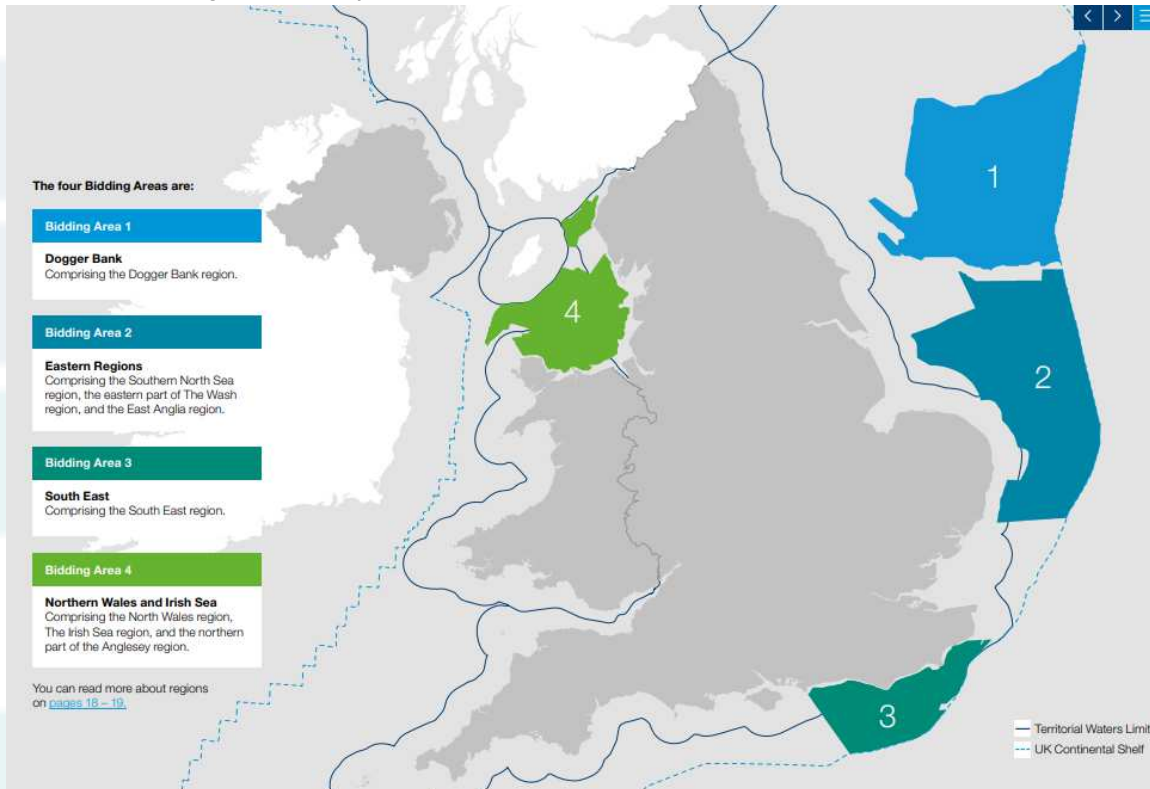 The four Bidding Areas are:
Bidding Area 1
Dogger Bank
Comprising the Dogger Bank region.
Bidding Area 2
Eastern Regions
Comprising the Southern North Sea
region, the eastern part of The Wash
region, and the East Anglia region.
Bidding Area 3
South East
Comprising the South East region.
Bidding Area 4
Northern Wales and Irish Sea
Comprising the North Wales region,
The Irish Sea region, and the northern
part of the Anglesey region.
You can read more about regions
on pages 18 – 19.
1
2
3
4
Territorial Waters Limit
UK Continental Shelf